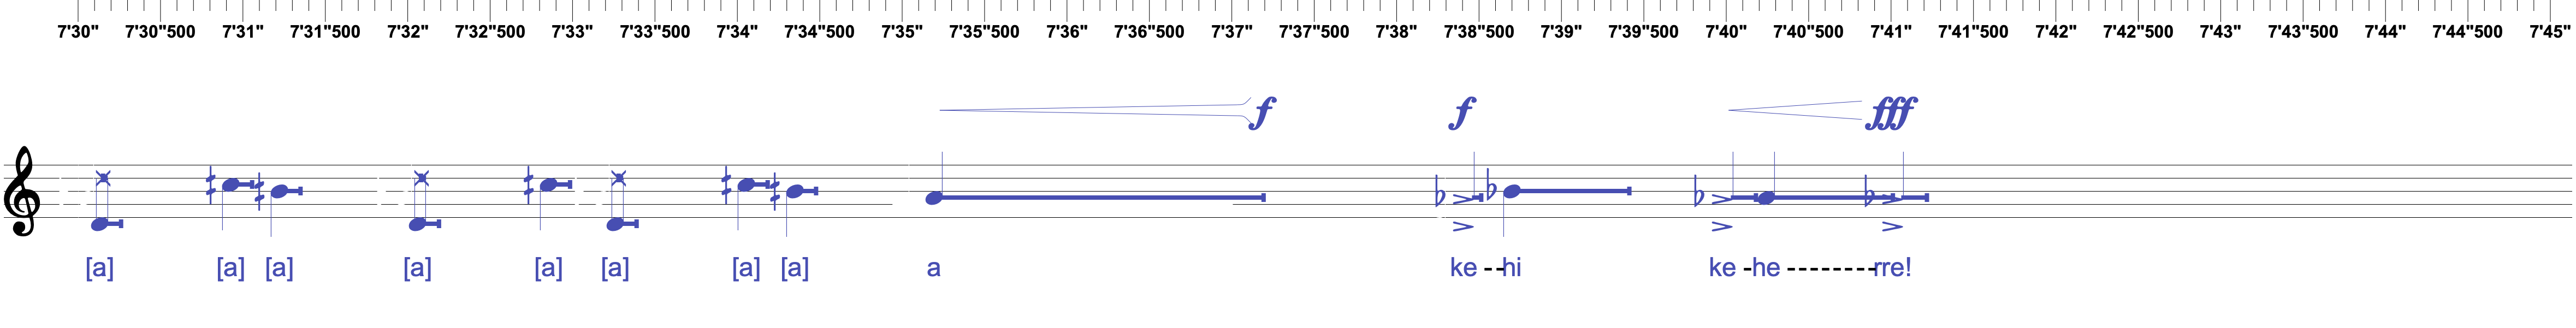 7'30" 7'30"500 7'31" 7'31"500 7'32" 7'32"500 7'33" 7'33"500 7'34" 7'34"500 7'35" 7'35"500 7'36" 7'36"500 7'37" 7'37"500 7'38" 7'38"500 7'39" 7'39"500 7'40" 7'40"500 7'41" 7'41"500 7'42" 7'42"500 7'43" 7'43"500 7'44" 7'44"500 7'45"
f f fff
[a] [a] [a] [a] [a] [a] [a] [a] a ke --hi ke -he --------rre!